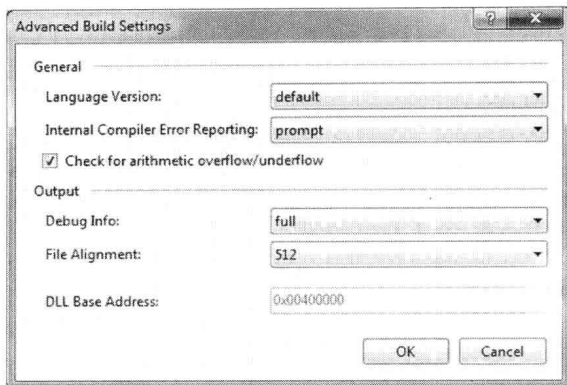 Advanced Build Settings
General
Language Version: default
Internal Compiler Error Reporting: prompt
Check for arithmetic overflow/underflow
Output
Debug Info: full
File Alignment: 512
DLL Base Address: 0x00400000
OK Cancel